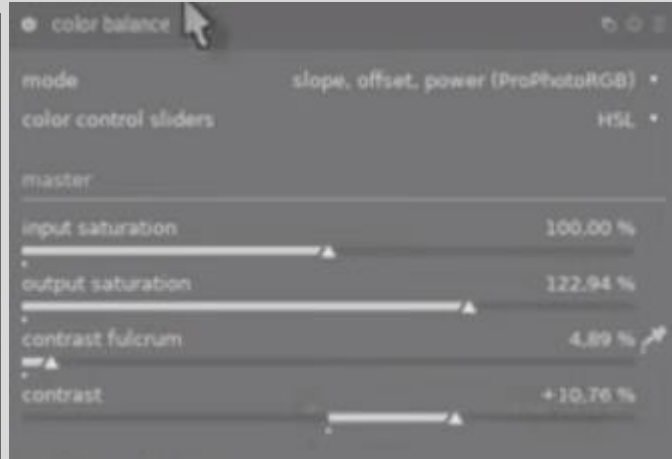 color balance
mode slope, offset, power (ProPhotoRGB)
color control sliders HSL
master
input saturation 100,00 %
output saturation 122,94 %
contrast fulcrum 4,89 %
contrast +10,76 %